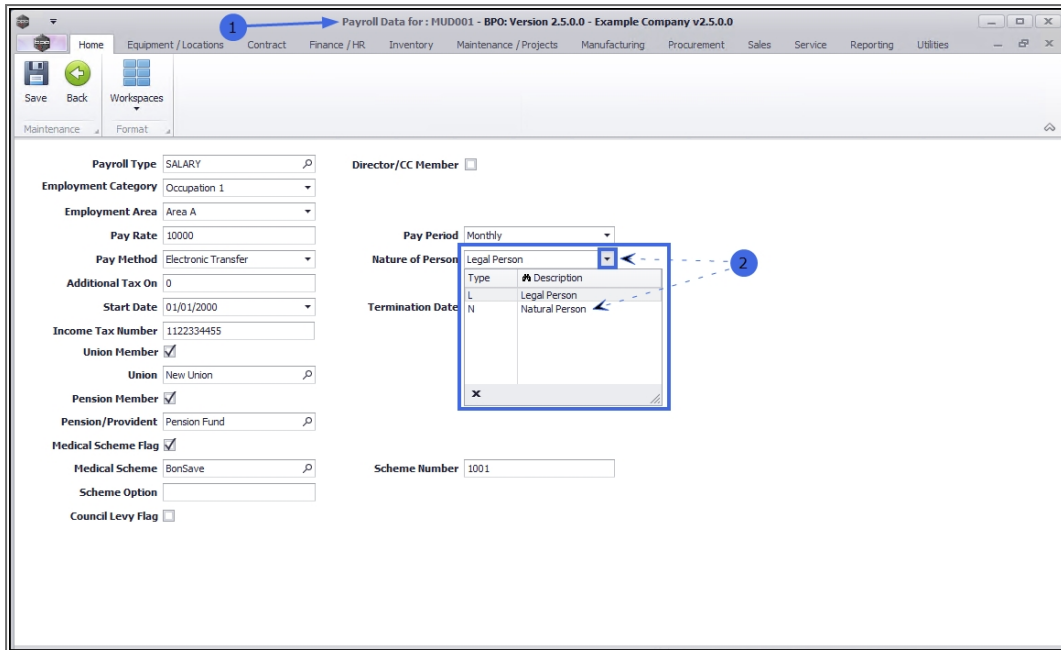 Payroll Data for : MUD001 - BPO: Version 2.5.0.0 - Example Company v2.5.0.0
1
Home Equipment / Locations Contract Finance / HR Inventory Maintenance / Projects Manufacturing Procurement Sales Service Reporting Utilities
Save Back Workspaces
Maintenance Format
Payroll Type SALARY Director/CC Member
Employment Category Occupation 1
Employment Area Area A
Pay Rate 10000 Pay Period Monthly
Pay Method Electronic Transfer Nature of Person Legal Person 2
Type Description
Additional Tax On 0
L Legal Person
Start Date 01/01/2000 Termination Date N Natural Person
Income Tax Number 1122334455
Union Member
Union New Union
Pension Member x
Pension/Provident Pension Fund
Medical Scheme Flag
Medical Scheme BonSave Scheme Number 1001
Scheme Option
Council Levy Flag